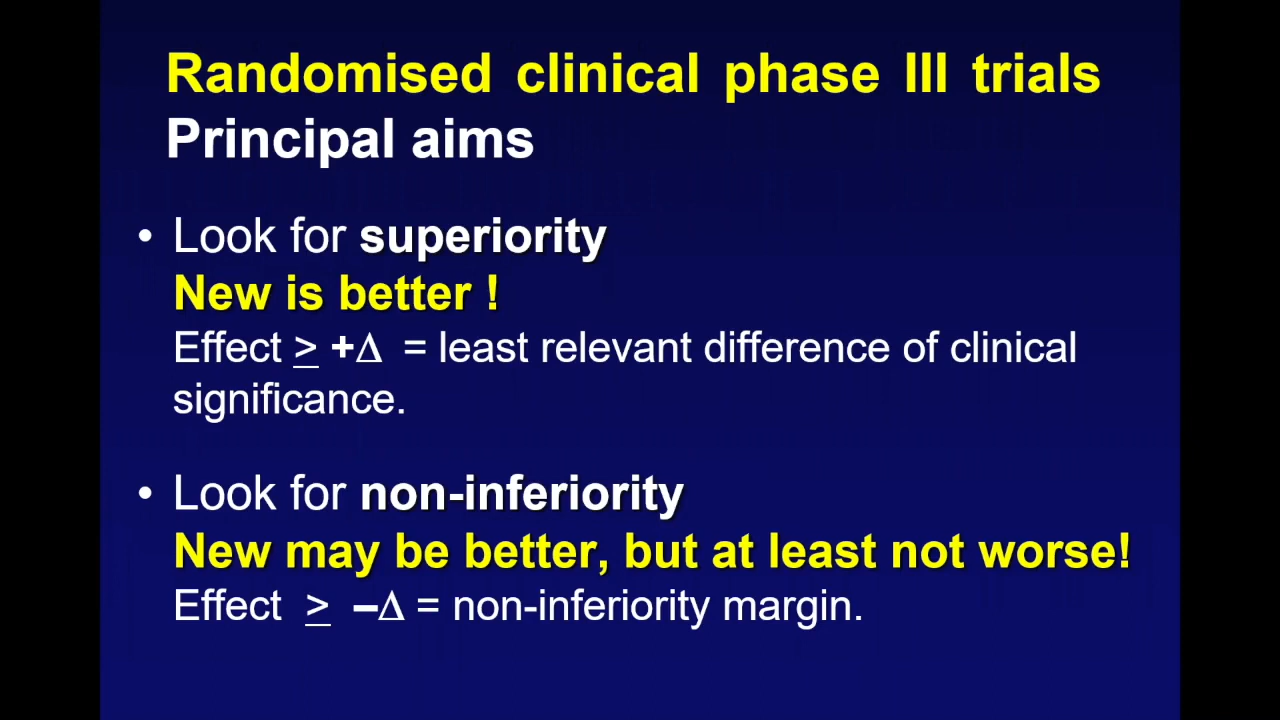 Randomised clinical phase III trials
Principal aims
• Look for superiority
New is better !
Effect ≥ +Δ = least relevant difference of clinical
significance.
• Look for non-inferiority
New may be better, but at least not worse!
Effect ≥ –Δ = non-inferiority margin.